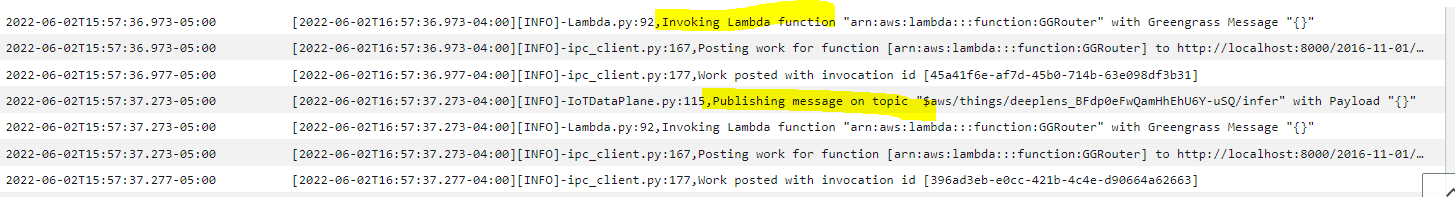 2022-06-02T15:57:36.973-05:00 [2022-06-02T16:57:36.973-04:00][INFO]-Lambda.py:92,Invoking Lambda function "arn:aws:lambda:::function:GGRouter" with Greengrass Message "{}"
2022-06-02T15:57:36.973-05:00 [2022-06-02T16:57:36.973-04:00][INFO]-ipc_client.py:167,Posting work for function [arn:aws:lambda:::function:GGRouter] to http://localhost:8000/2016-11-01/…
2022-06-02T15:57:36.977-05:00 [2022-06-02T16:57:36.977-04:00][INFO]-ipc_client.py:177,Work posted with invocation id [45a41f6e-af7d-45b0-714b-63e098df3b31]
2022-06-02T15:57:37.273-05:00 [2022-06-02T16:57:37.273-04:00][INFO]-IoTDataPlane.py:115,Publishing message on topic "$aws/things/deeplens_BFdp0eFwQamHhEhU6Y-uSQ/infer" with Payload "{}"
2022-06-02T15:57:37.273-05:00 [2022-06-02T16:57:37.273-04:00][INFO]-Lambda.py:92,Invoking Lambda function "arn:aws:lambda:::function:GGRouter" with Greengrass Message "{}"
2022-06-02T15:57:37.273-05:00 [2022-06-02T16:57:37.273-04:00][INFO]-ipc_client.py:167,Posting work for function [arn:aws:lambda:::function:GGRouter] to http://localhost:8000/2016-11-01/…
2022-06-02T15:57:37.277-05:00 [2022-06-02T16:57:37.277-04:00][INFO]-ipc_client.py:177,Work posted with invocation id [396ad3eb-e0cc-421b-4c4e-d90664a62663]